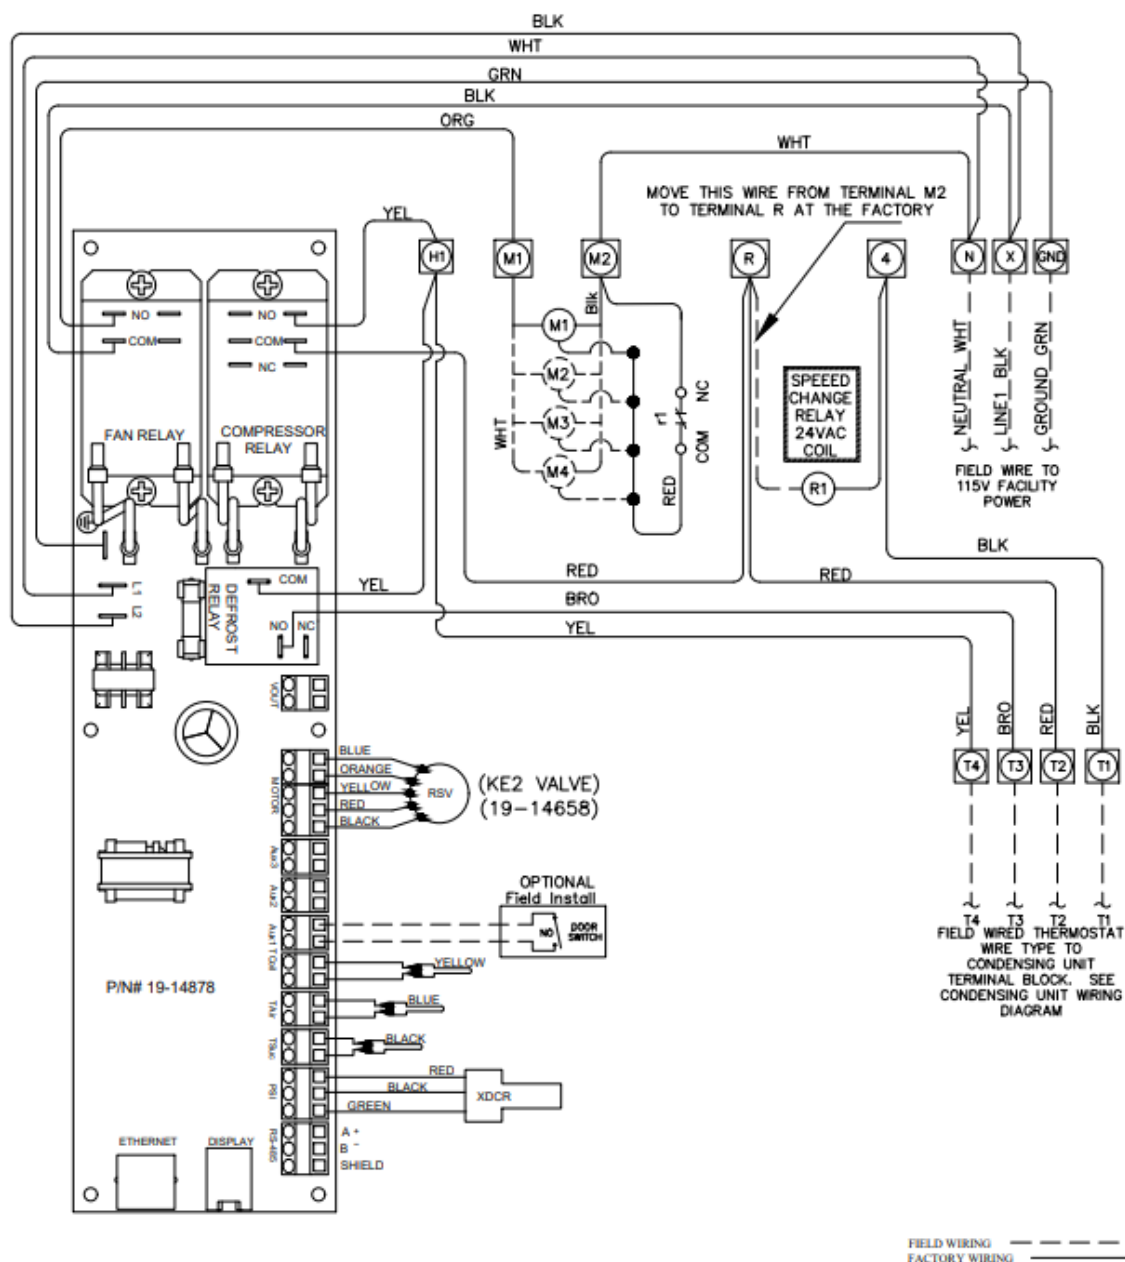 BLK
WHT
GRN
BLK
ORG
WHT
MOVE THIS WIRE FROM TERMINAL M2
TO TERMINAL R AT THE FACTORY
YEL
H1
M1
M2
R
4
N
X
GND
NO
COM
NO
COM
NC
FAN RELAY
COMPRESSOR
RELAY
Blk
M1
M2
M3
M4
WHT
r1
NC
COM
RED
SPEEED
CHANGE
RELAY
24VAC
COIL
R1
NEUTRAL WHT
LINE1 BLK
GROUND GRN
FIELD WIRE TO
115V FACILITY
POWER
BLK
RED
RED
YEL
BRO
YEL
L1
L2
DEFROST
RELAY
COM
NO
NC
YEL
BRO
RED
BLK
T4
T3
T2
T1
VOUT
MOTOR
BLUE
ORANGE
YELLOW
RED
BLACK
RSV
(KE2 VALVE)
(19-14658)
Aux3
Aux2
Aux1
OPTIONAL
Field Install
NO
DOOR
SWITCH
T Coil
YELLOW
TAir
BLUE
TSuc
BLACK
PSI
RED
BLACK
GREEN
XDCR
P/N# 19-14878
RS-485
A +
B -
SHIELD
ETHERNET
DISPLAY
T4
T3
T2
T1
FIELD WIRED THERMOSTAT
WIRE TYPE TO
CONDENSING UNIT
TERMINAL BLOCK. SEE
CONDENSING UNIT WIRING
DIAGRAM
FIELD WIRING
FACTORY WIRING